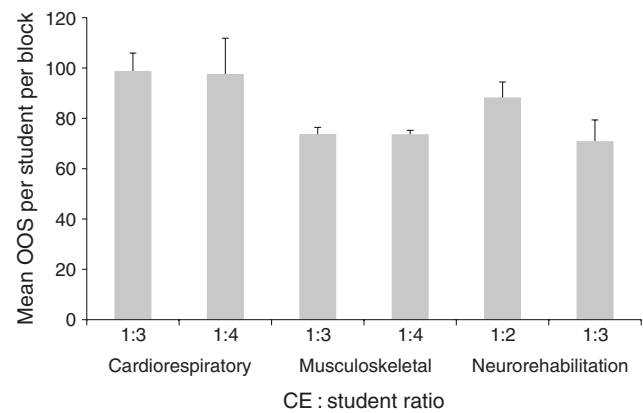 Mean OOS per student per block
120
100
80
60
40
20
0
1:3 1:4 1:3 1:4 1:2 1:3
Cardiorespiratory Musculoskeletal Neurorehabilitation
CE : student ratio